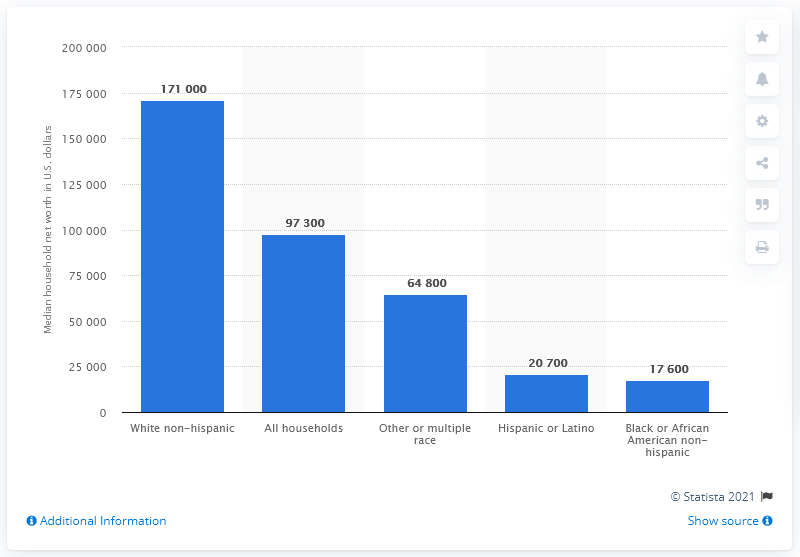 200 000
175 000
150 000
125 000
100 000
75 000
50 000
25 000
0
Median household net worth in U.S. dollars
171 000
97 300
64 800
20 700
17 600
White non-hispanic
All households
Other or multiple
race
Hispanic or Latino
Black or African
American non-
hispanic
© Statista 2021
Additional Information
Show source